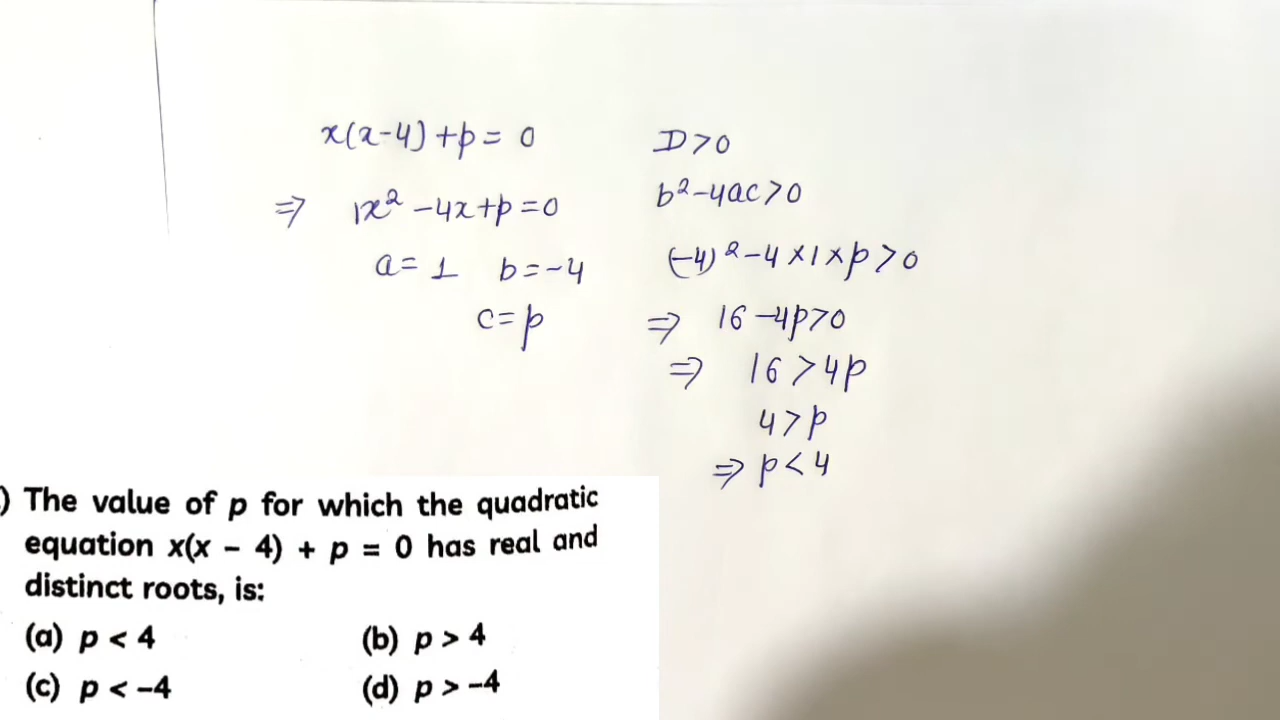 x(x-4)+p= 0
⇒ 1x² -4x+p=0
a= 1 b=-4
c=p
D>0
b²-4ac>0
(-4)²-4×1×p>0
⇒ 16-4p>0
⇒ 16>4p
4>p
⇒ p<4
) The value of p for which the quadratic
equation x(x – 4) + p = 0 has real and
distinct roots, is:
(a) p < 4 (b) p > 4
(c) p < –4 (d) p > –4